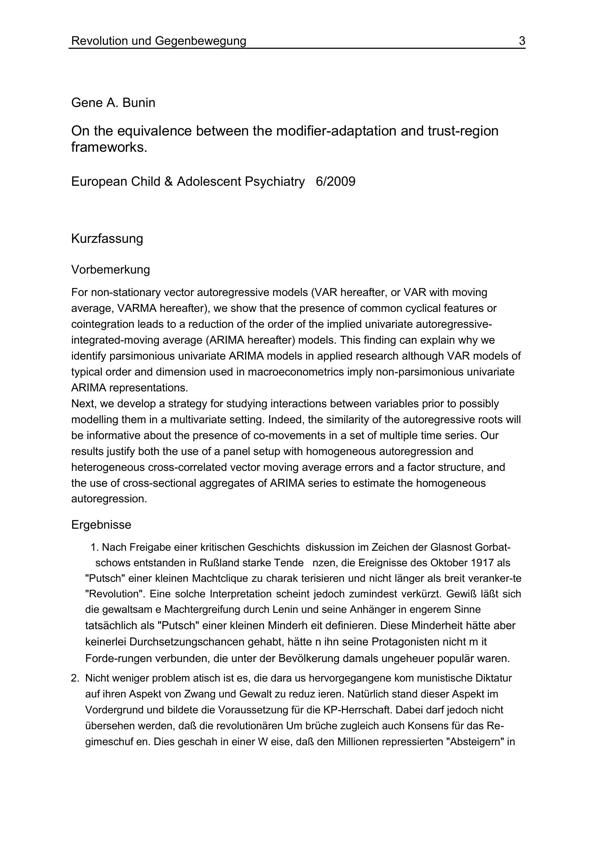 Revolution und Gegenbewegung 3
Gene A. Bunin
On the equivalence between the modifier-adaptation and trust-region
frameworks.
European Child & Adolescent Psychiatry 6/2009
Kurzfassung
Vorbemerkung
For non-stationary vector autoregressive models (VAR hereafter, or VAR with moving
average, VARMA hereafter), we show that the presence of common cyclical features or
cointegration leads to a reduction of the order of the implied univariate autoregressive-
integrated-moving average (ARIMA hereafter) models. This finding can explain why we
identify parsimonious univariate ARIMA models in applied research although VAR models of
typical order and dimension used in macroeconometrics imply non-parsimonious univariate
ARIMA representations.
Next, we develop a strategy for studying interactions between variables prior to possibly
modelling them in a multivariate setting. Indeed, the similarity of the autoregressive roots will
be informative about the presence of co-movements in a set of multiple time series. Our
results justify both the use of a panel setup with homogeneous autoregression and
heterogeneous cross-correlated vector moving average errors and a factor structure, and
the use of cross-sectional aggregates of ARIMA series to estimate the homogeneous
autoregression.
Ergebnisse
1. Nach Freigabe einer kritischen Geschichts diskussion im Zeichen der Glasnost Gorbat-
schows entstanden in Rußland starke Tende nzen, die Ereignisse des Oktober 1917 als
"Putsch" einer kleinen Machtclique zu charak terisieren und nicht länger als breit veranker-te
"Revolution". Eine solche Interpretation scheint jedoch zumindest verkürzt. Gewiß läßt sich
die gewaltsam e Machtergreifung durch Lenin und seine Anhänger in engerem Sinne
tatsächlich als "Putsch" einer kleinen Minderh eit definieren. Diese Minderheit hätte aber
keinerlei Durchsetzungschancen gehabt, hätte n ihn seine Protagonisten nicht m it
Forde-rungen verbunden, die unter der Bevölkerung damals ungeheuer populär waren.
2. Nicht weniger problem atisch ist es, die dara us hervorgegangene kom munistische Diktatur
auf ihren Aspekt von Zwang und Gewalt zu reduz ieren. Natürlich stand dieser Aspekt im
Vordergrund und bildete die Voraussetzung für die KP-Herrschaft. Dabei darf jedoch nicht
übersehen werden, daß die revolutionären Um brüche zugleich auch Konsens für das Re-
gimeschuf en. Dies geschah in einer W eise, daß den Millionen repressierten "Absteigern" in